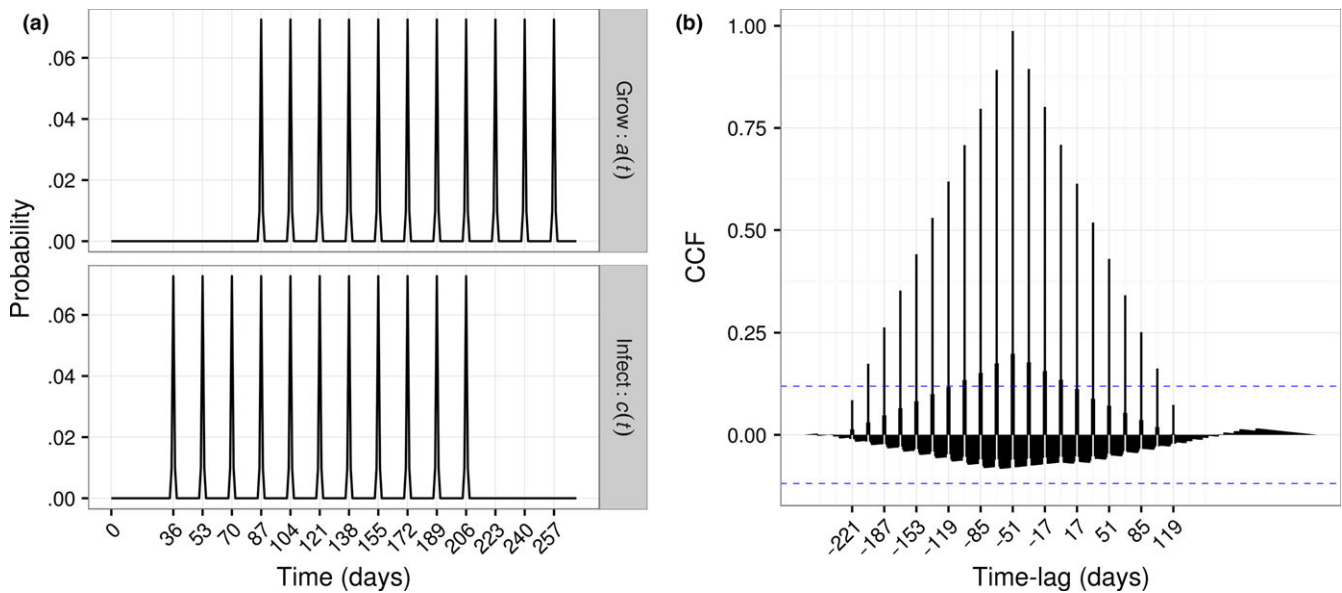 (a)
.06
.04
.02
.00
Grow : a(t)
.06
.04
.02
.00
Infect : c(t)
Probability
0 36 53 70 87 104 121 138 155 172 189 206 223 240 257
Time (days)
(b)
1.00
0.75
0.50
0.25
0.00
CCF
-221 -187 -153 -119 -85 -51 -17 17 51 85 119
Time-lag (days)